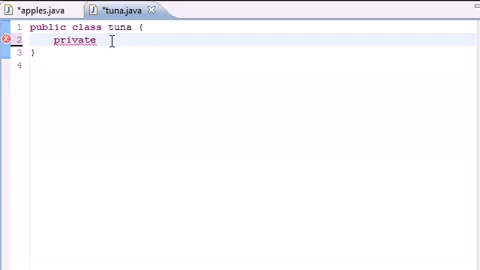 *apples.java *tuna.java
1 public class tuna {
2 private
3 }
4